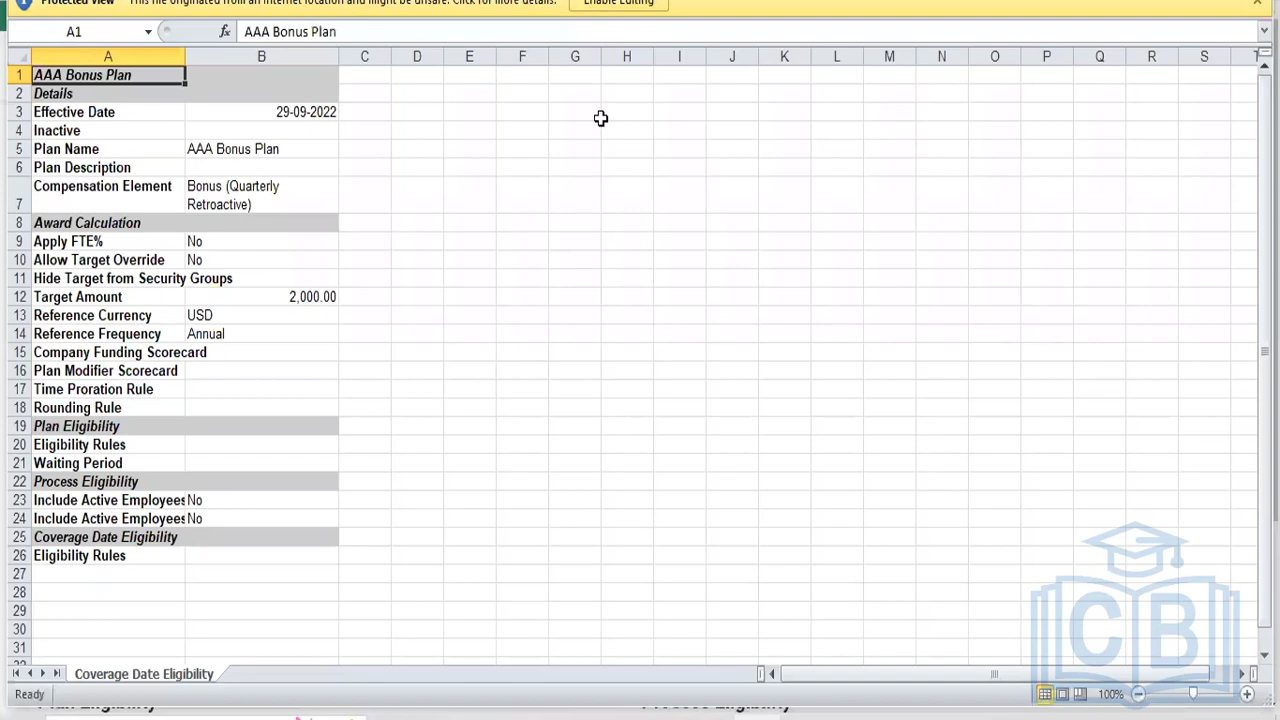 Protected View This file originated from an Internet location and might be unsafe. Click for more details. Enable Editing
A1 fx AAA Bonus Plan
A B C D E F G H I J K L M N O P Q R S T
1 AAA Bonus Plan
2 Details
3 Effective Date 29-09-2022
4 Inactive
5 Plan Name AAA Bonus Plan
6 Plan Description
7 Compensation Element Bonus (Quarterly
Retroactive)
8 Award Calculation
9 Apply FTE% No
10 Allow Target Override No
11 Hide Target from Security Groups
12 Target Amount 2,000.00
13 Reference Currency USD
14 Reference Frequency Annual
15 Company Funding Scorecard
16 Plan Modifier Scorecard
17 Time Proration Rule
18 Rounding Rule
19 Plan Eligibility
20 Eligibility Rules
21 Waiting Period
22 Process Eligibility
23 Include Active Employees No
24 Include Active Employees No
25 Coverage Date Eligibility
26 Eligibility Rules
27
28
29
30
31
32
CB
Coverage Date Eligibility
Ready 100%
Plan Eligibility Process Eligibility